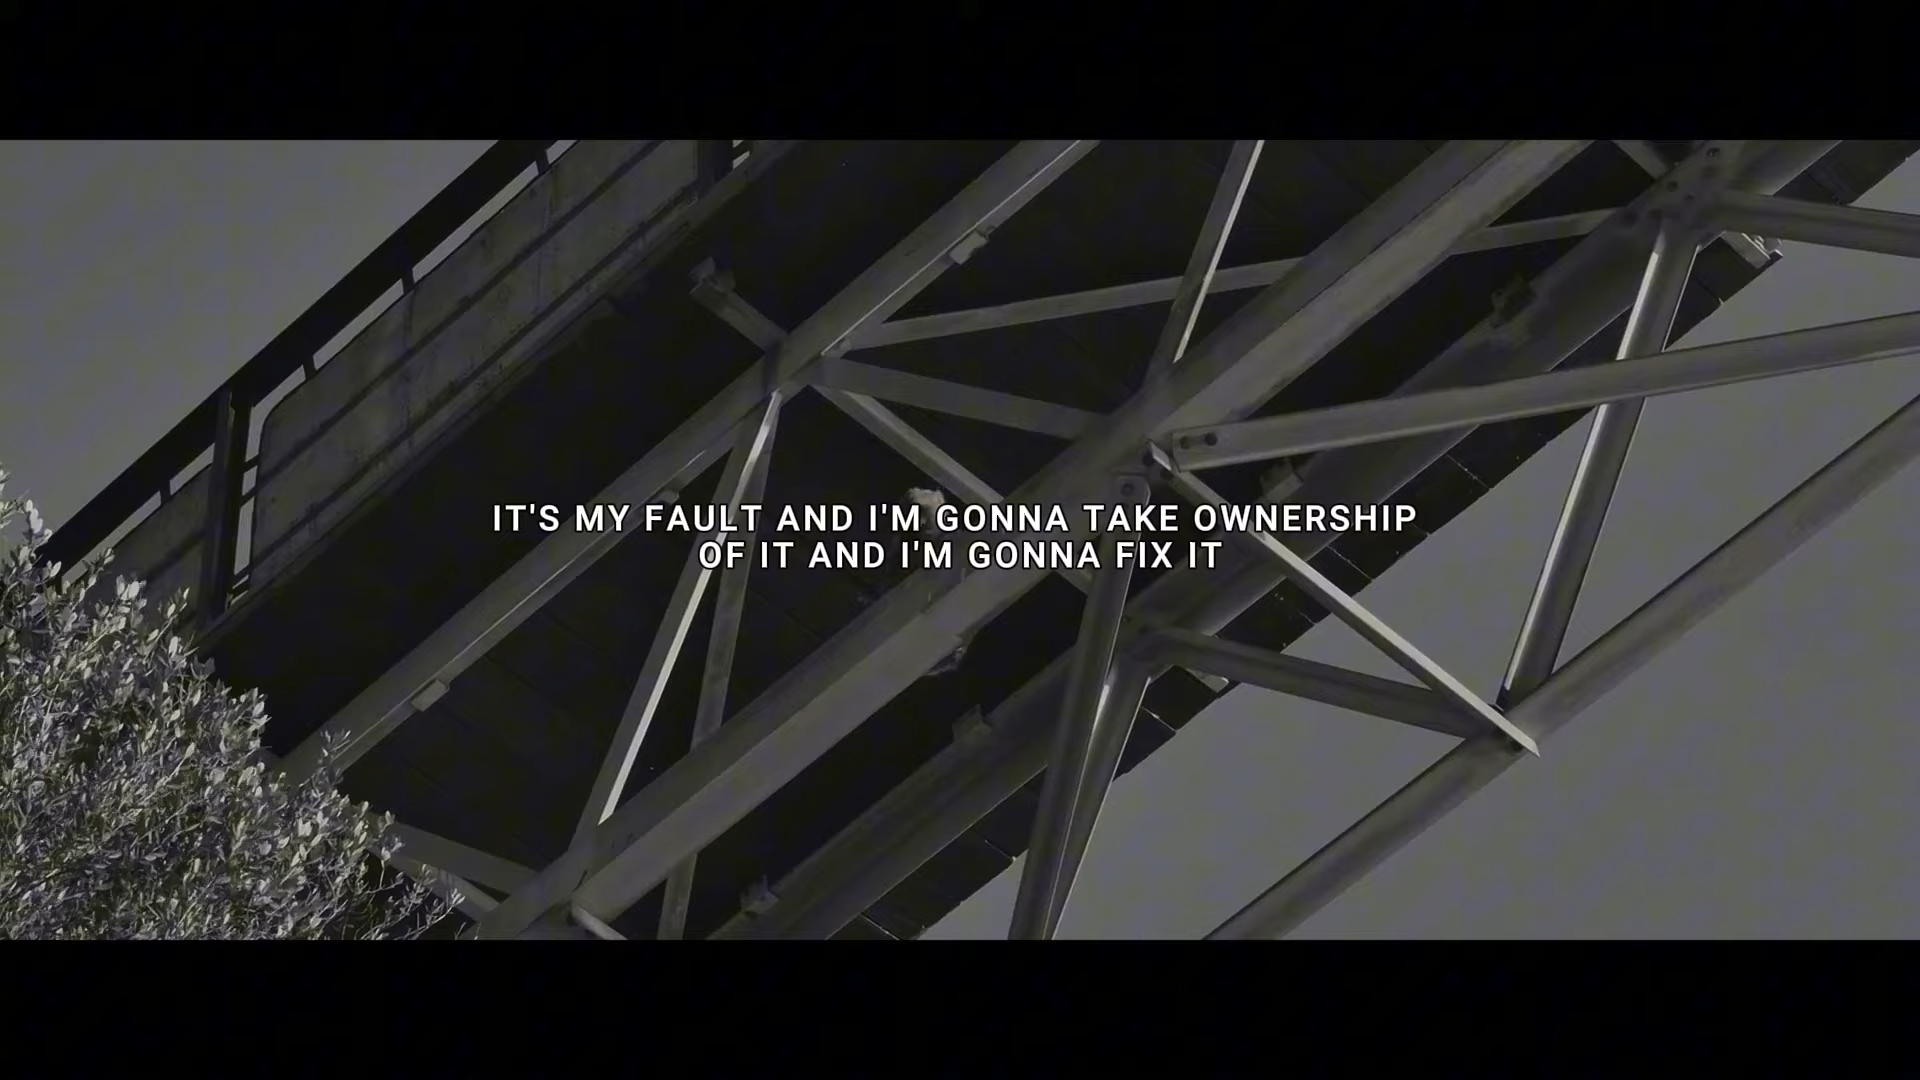 IT'S MY FAULT AND I'M GONNA TAKE OWNERSHIP
OF IT AND I'M GONNA FIX IT